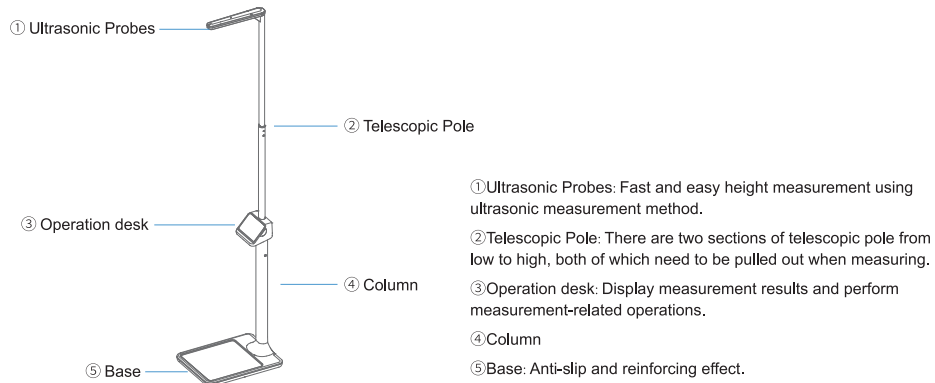 ① Ultrasonic Probes
② Telescopic Pole
③ Operation desk
④ Column
⑤ Base
①Ultrasonic Probes: Fast and easy height measurement using
ultrasonic measurement method.
②Telescopic Pole: There are two sections of telescopic pole from
low to high, both of which need to be pulled out when measuring.
③Operation desk: Display measurement results and perform
measurement-related operations.
④Column
⑤Base: Anti-slip and reinforcing effect.